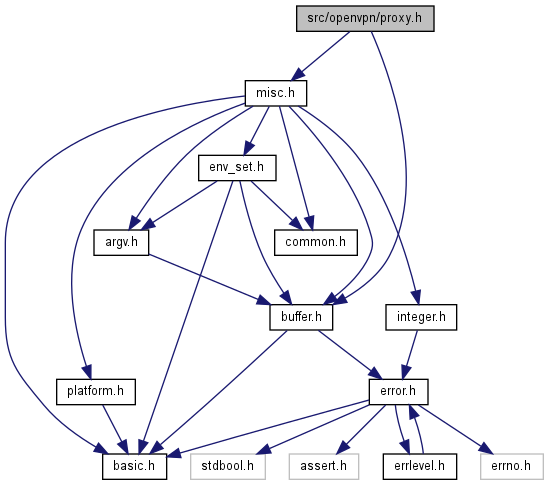 src/openvpn/proxy.h
misc.h
env_set.h
argv.h
common.h
buffer.h
integer.h
platform.h
error.h
basic.h
stdbool.h
assert.h
errlevel.h
errno.h